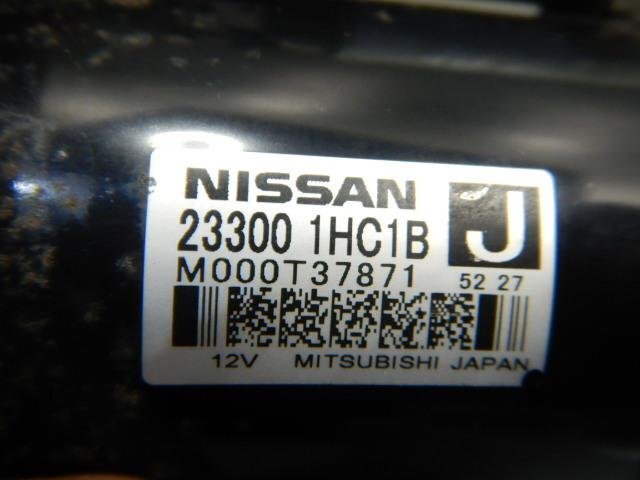 NISSAN
23300 1HC1B J
M000T37871 52 27
12V MITSUBISHI JAPAN